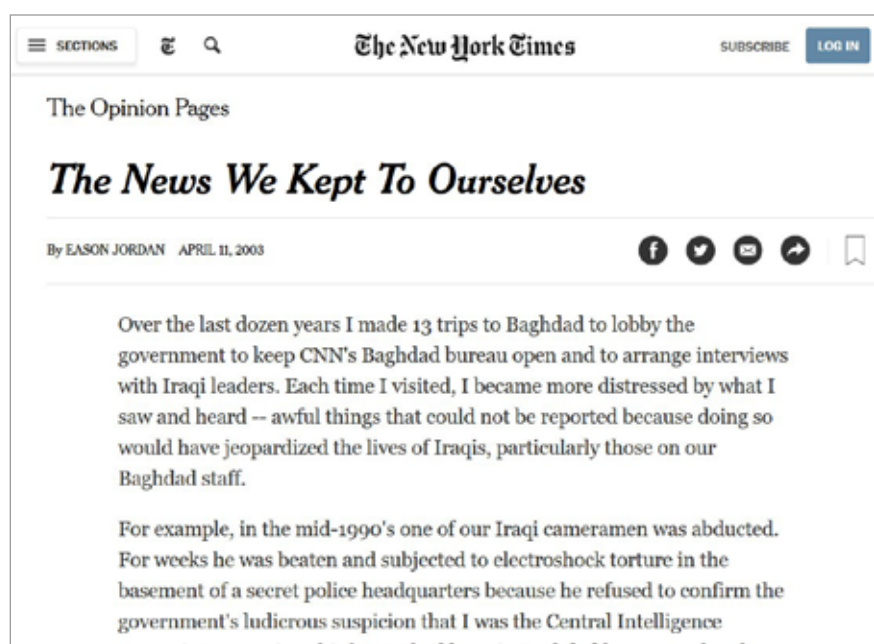 SECTIONS
The New York Times
SUBSCRIBE
LOG IN
The Opinion Pages
The News We Kept To Ourselves
By EASON JORDAN APRIL 11, 2003
Over the last dozen years I made 13 trips to Baghdad to lobby the
government to keep CNN's Baghdad bureau open and to arrange interviews
with Iraqi leaders. Each time I visited, I became more distressed by what I
saw and heard -- awful things that could not be reported because doing so
would have jeopardized the lives of Iraqis, particularly those on our
Baghdad staff.
For example, in the mid-1990's one of our Iraqi cameramen was abducted.
For weeks he was beaten and subjected to electroshock torture in the
basement of a secret police headquarters because he refused to confirm the
government's ludicrous suspicion that I was the Central Intelligence